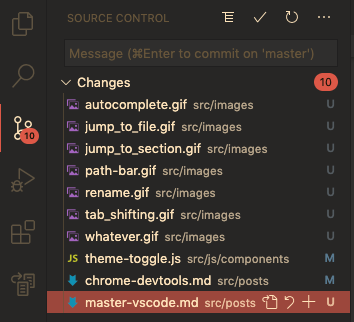 SOURCE CONTROL
Message (⌘Enter to commit on 'master')
Changes 10
autocomplete.gif src/images U
jump_to_file.gif src/images U
10
jump_to_section.gif src/images U
path-bar.gif src/images U
rename.gif src/images U
tab_shifting.gif src/images U
whatever.gif src/images U
JS theme-toggle.js src/js/components M
chrome-devtools.md src/posts M
master-vscode.md src/posts U